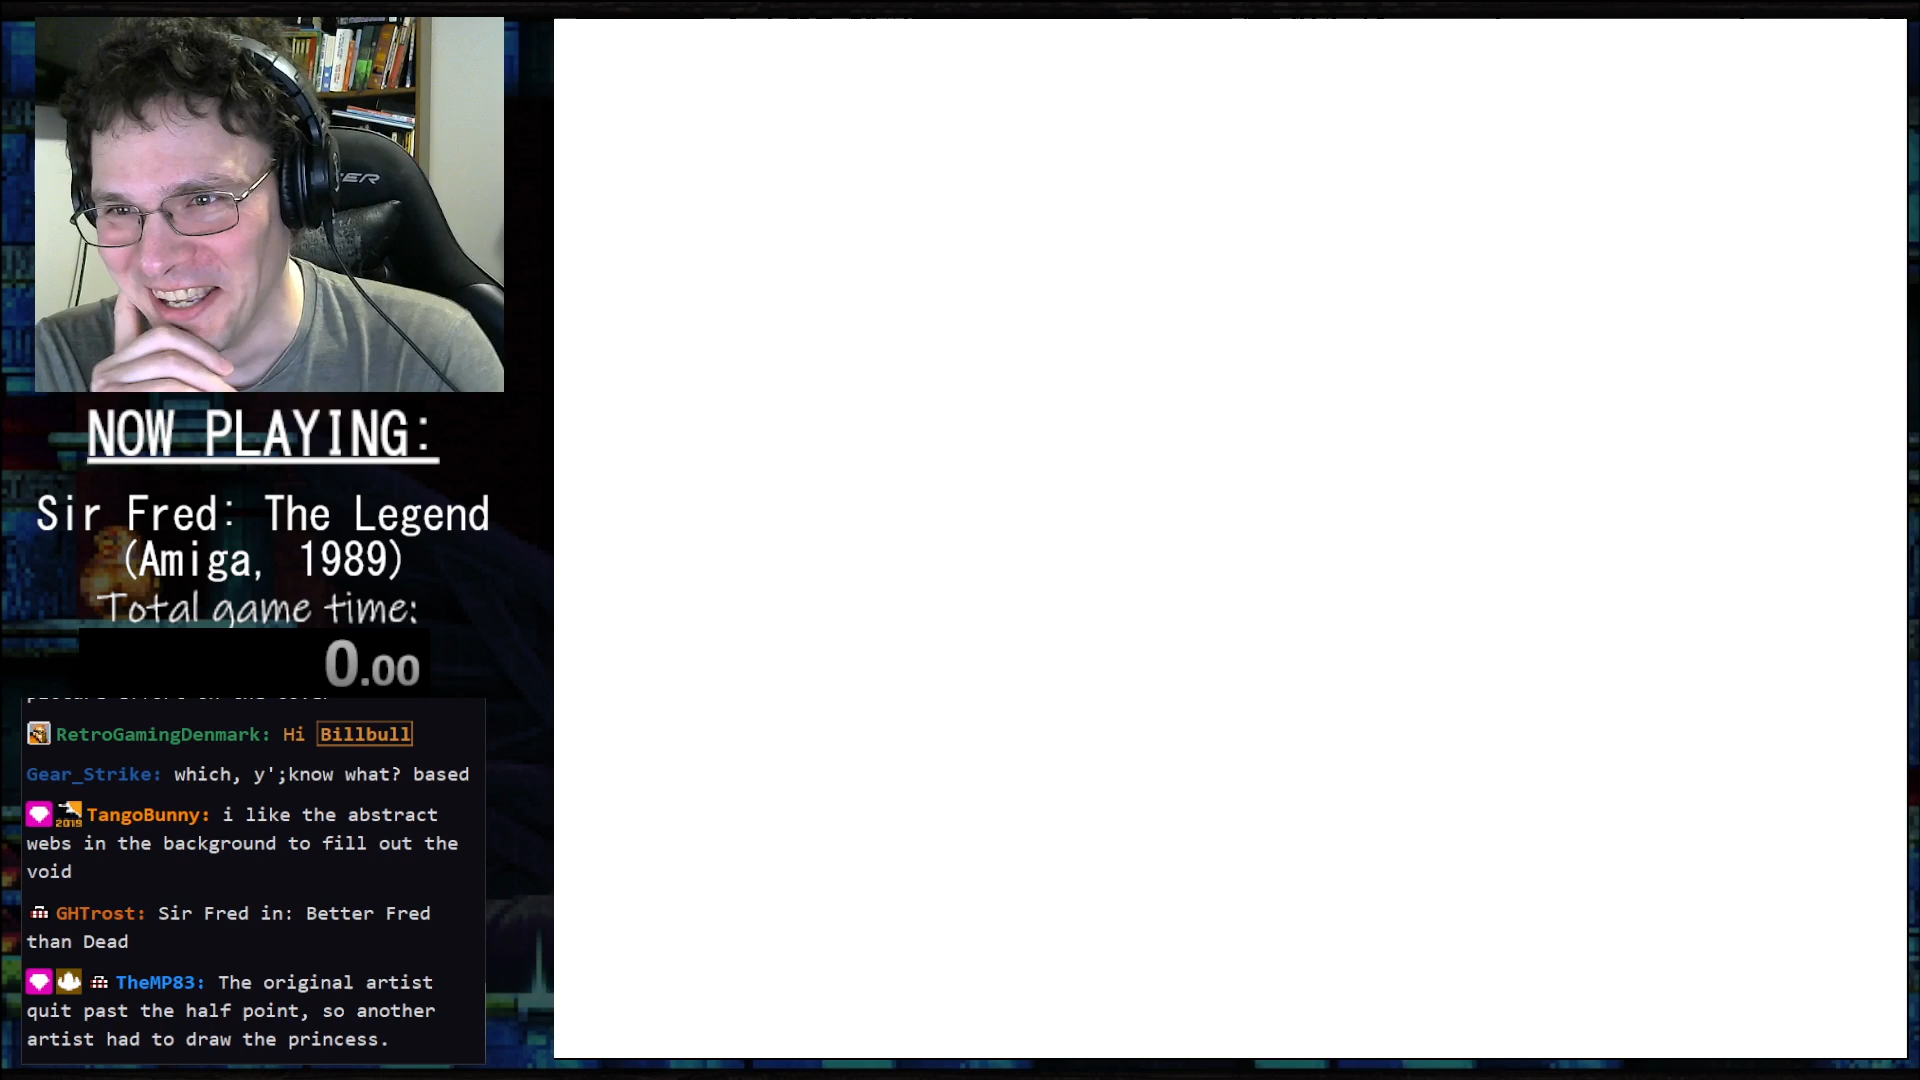 NOW PLAYING:
Sir Fred: The Legend
(Amiga, 1989)
Total game time:
0.00
RetroGamingDenmark: Hi Billbull
Gear_Strike: which, y';know what? based
2019 TangoBunny: i like the abstract
webs in the background to fill out the
void
GHTrost: Sir Fred in: Better Fred
than Dead
TheMP83: The original artist
quit past the half point, so another
artist had to draw the princess.